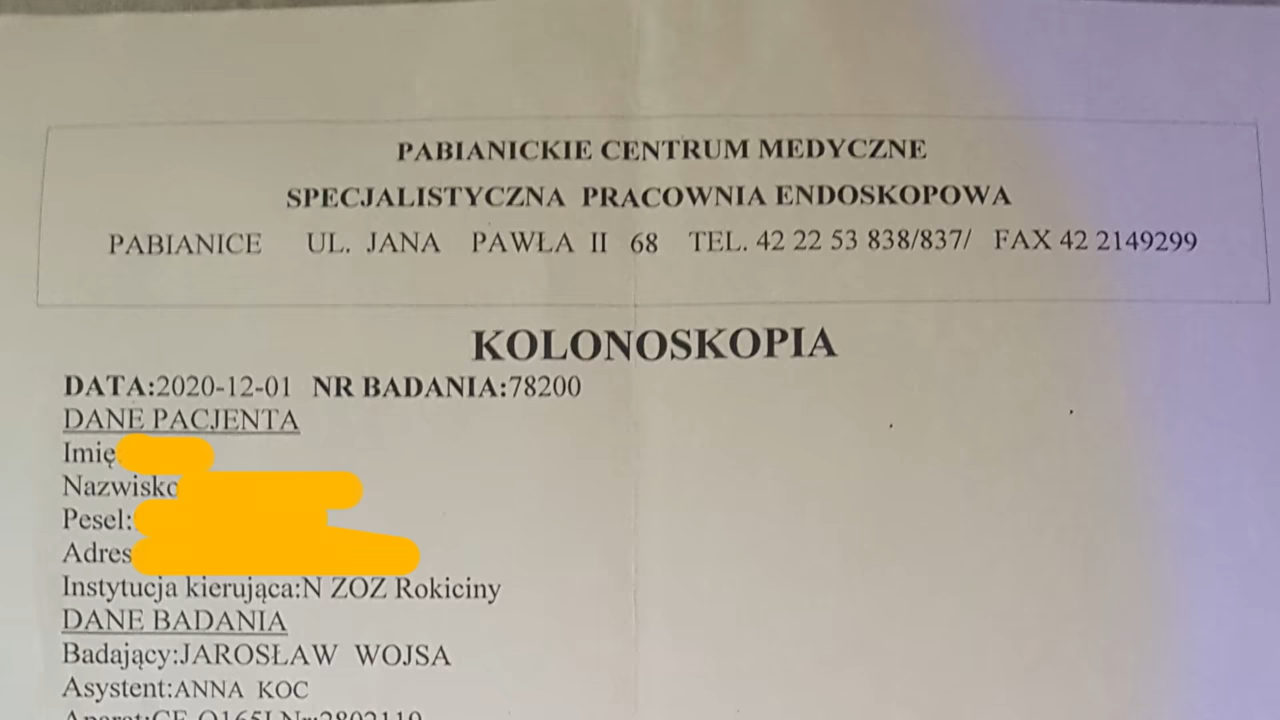 PABIANICKIE CENTRUM MEDYCZNE
SPECJALISTYCZNA PRACOWNIA ENDOSKOPOWA
PABIANICE UL. JANA PAWŁA II 68 TEL. 42 22 53 838/837/ FAX 42 2149299
KOLONOSKOPIA
DATA:2020-12-01 NR BADANIA:78200
DANE PACJENTA
Imię
Nazwisko
Pesel:
Adres
Instytucja kierująca:N ZOZ Rokiciny
DANE BADANIA
Badający:JAROSŁAW WOJSA
Asystent:ANNA KOC